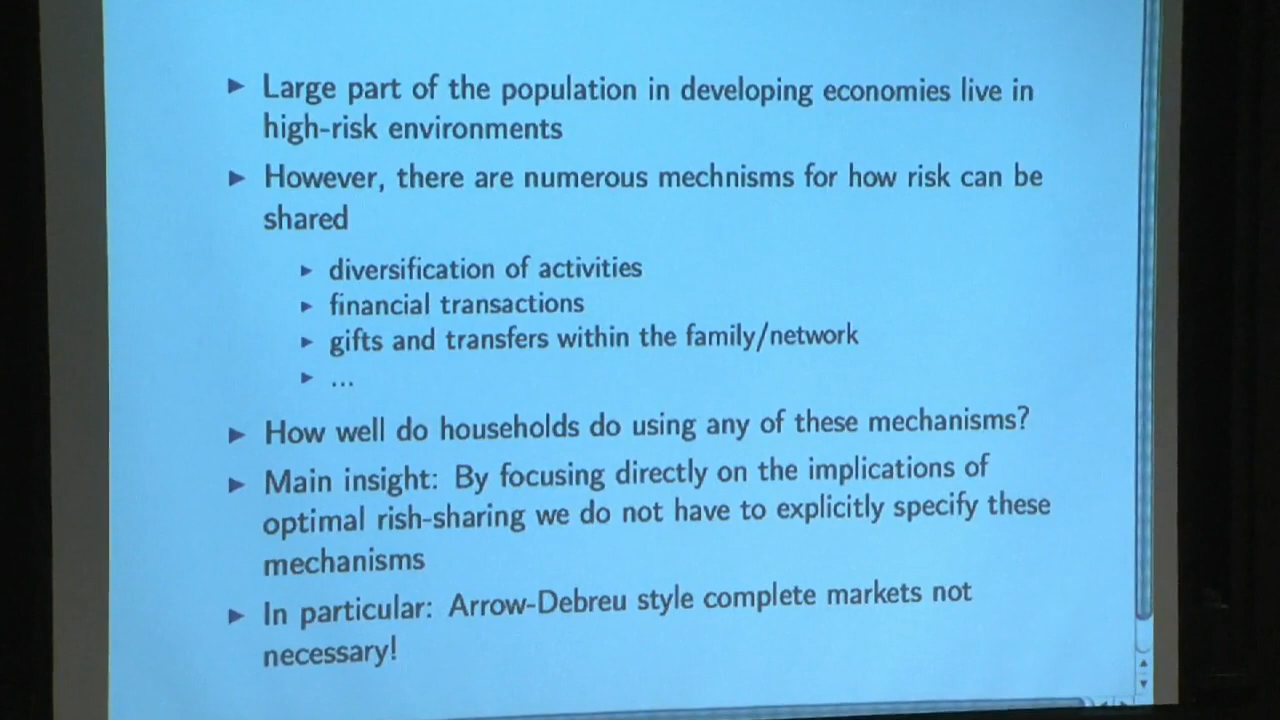 Large part of the population in developing economies live in
high-risk environments
However, there are numerous mechnisms for how risk can be
shared
diversification of activities
financial transactions
gifts and transfers within the family/network
...
How well do households do using any of these mechanisms?
Main insight: By focusing directly on the implications of
optimal rish-sharing we do not have to explicitly specify these
mechanisms
In particular: Arrow-Debreu style complete markets not
necessary!